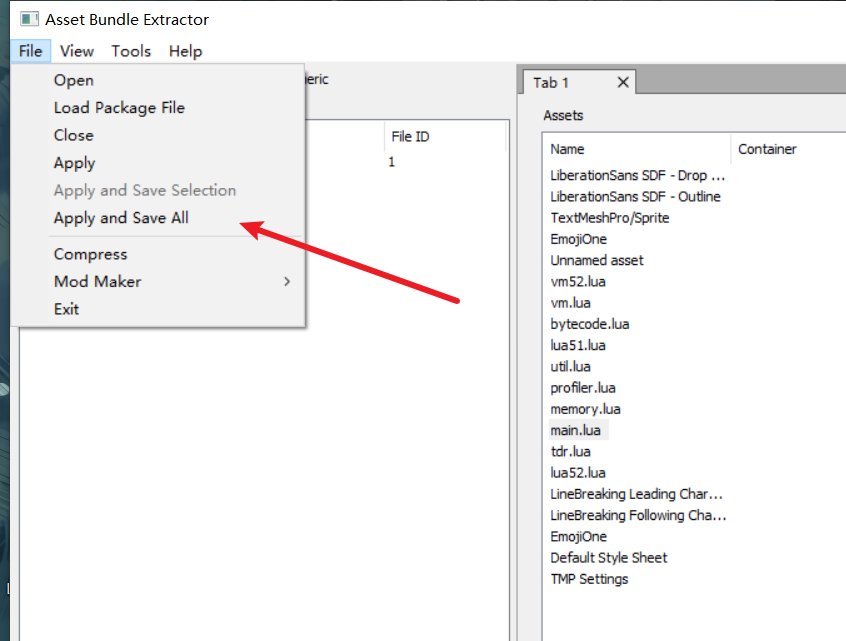 Asset Bundle Extractor
File View Tools Help
Open
Load Package File
Close
Apply
Apply and Save Selection
Apply and Save All
Compress
Mod Maker
Exit
eric
File ID
1
Tab 1
Assets
Name Container
LiberationSans SDF - Drop ...
LiberationSans SDF - Outline
TextMeshPro/Sprite
EmojiOne
Unnamed asset
vm52.lua
vm.lua
bytecode.lua
lua51.lua
util.lua
profiler.lua
memory.lua
main.lua
tdr.lua
lua52.lua
LineBreaking Leading Char...
LineBreaking Following Cha...
EmojiOne
Default Style Sheet
TMP Settings